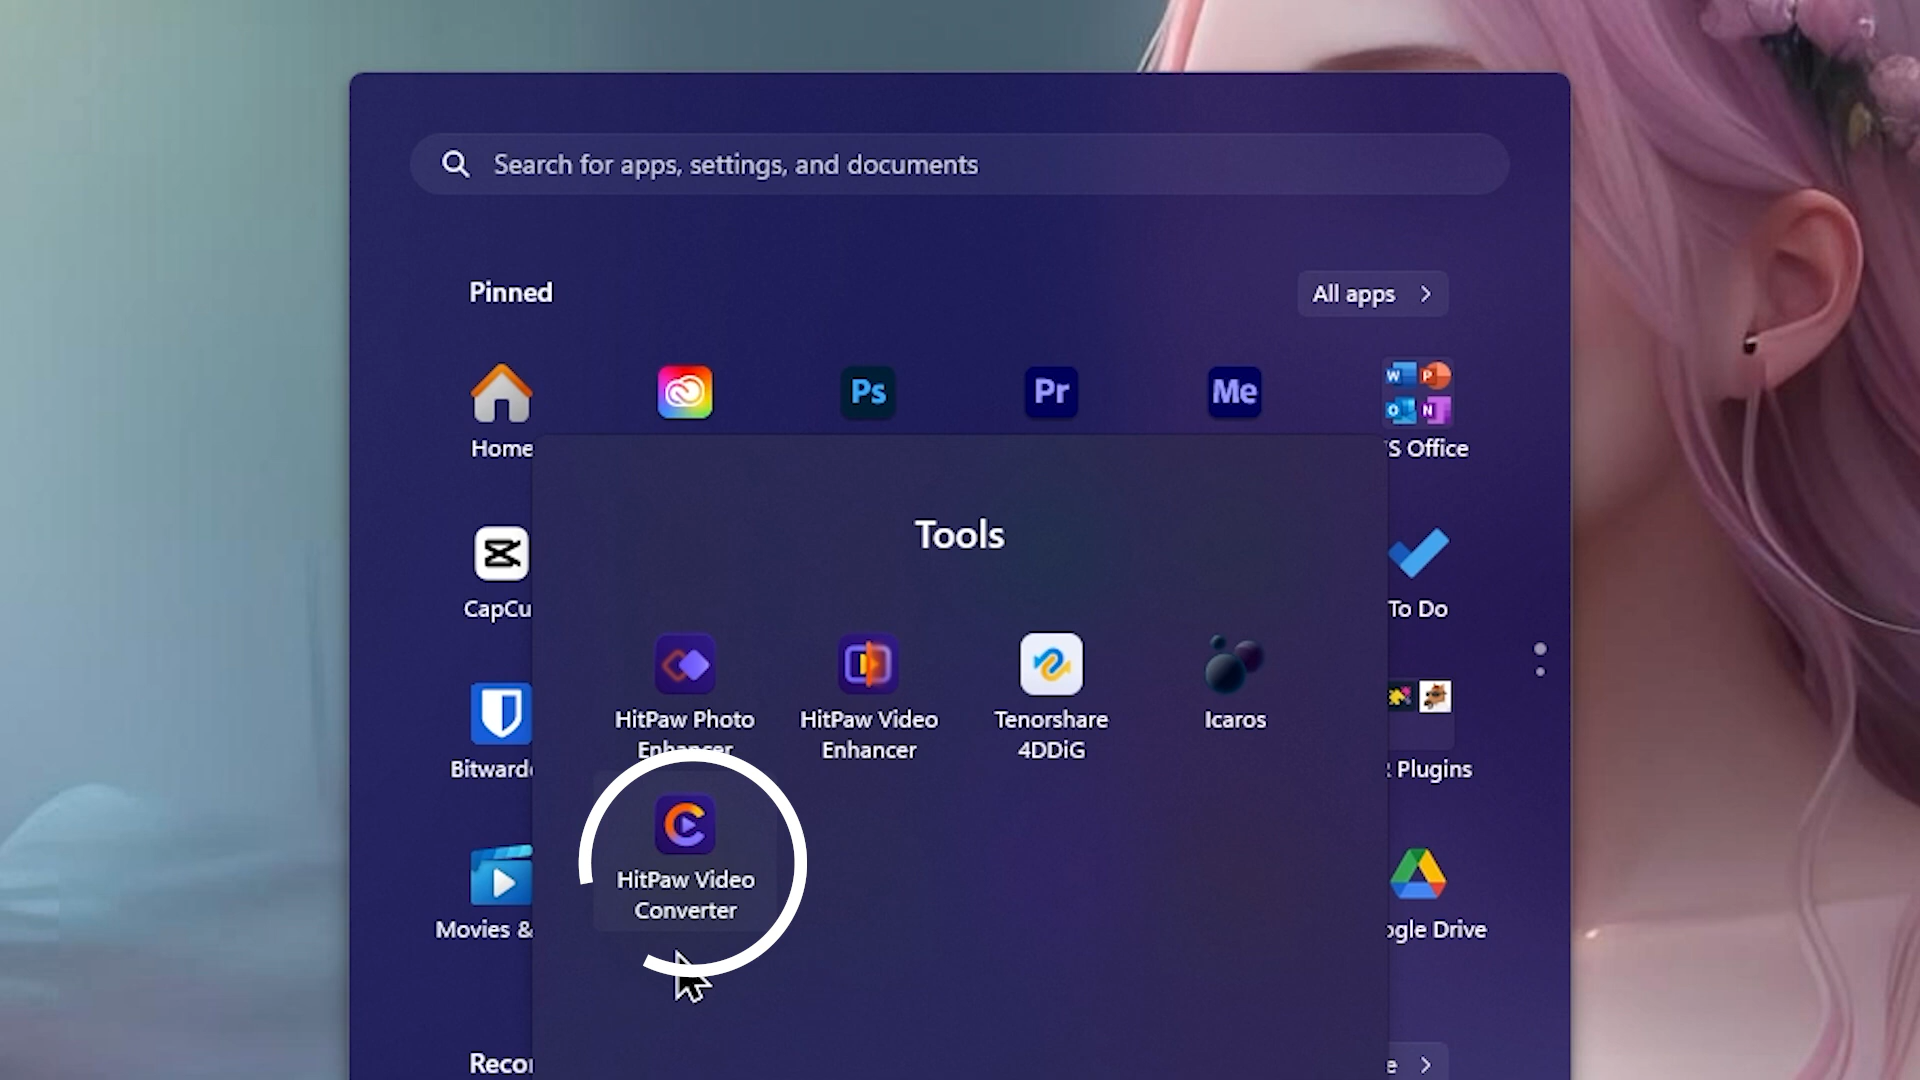 Search for apps, settings, and documents
Pinned
All apps
Ps
Pr
Me
W
P
O
N
Home
S Office
Tools
CapCu
To Do
HitPaw Photo
Enhancer
HitPaw Video
Enhancer
Tenorshare
4DDiG
Icaros
Bitward
Plugins
HitPaw Video
Converter
Movies &
gle Drive
Reco
e